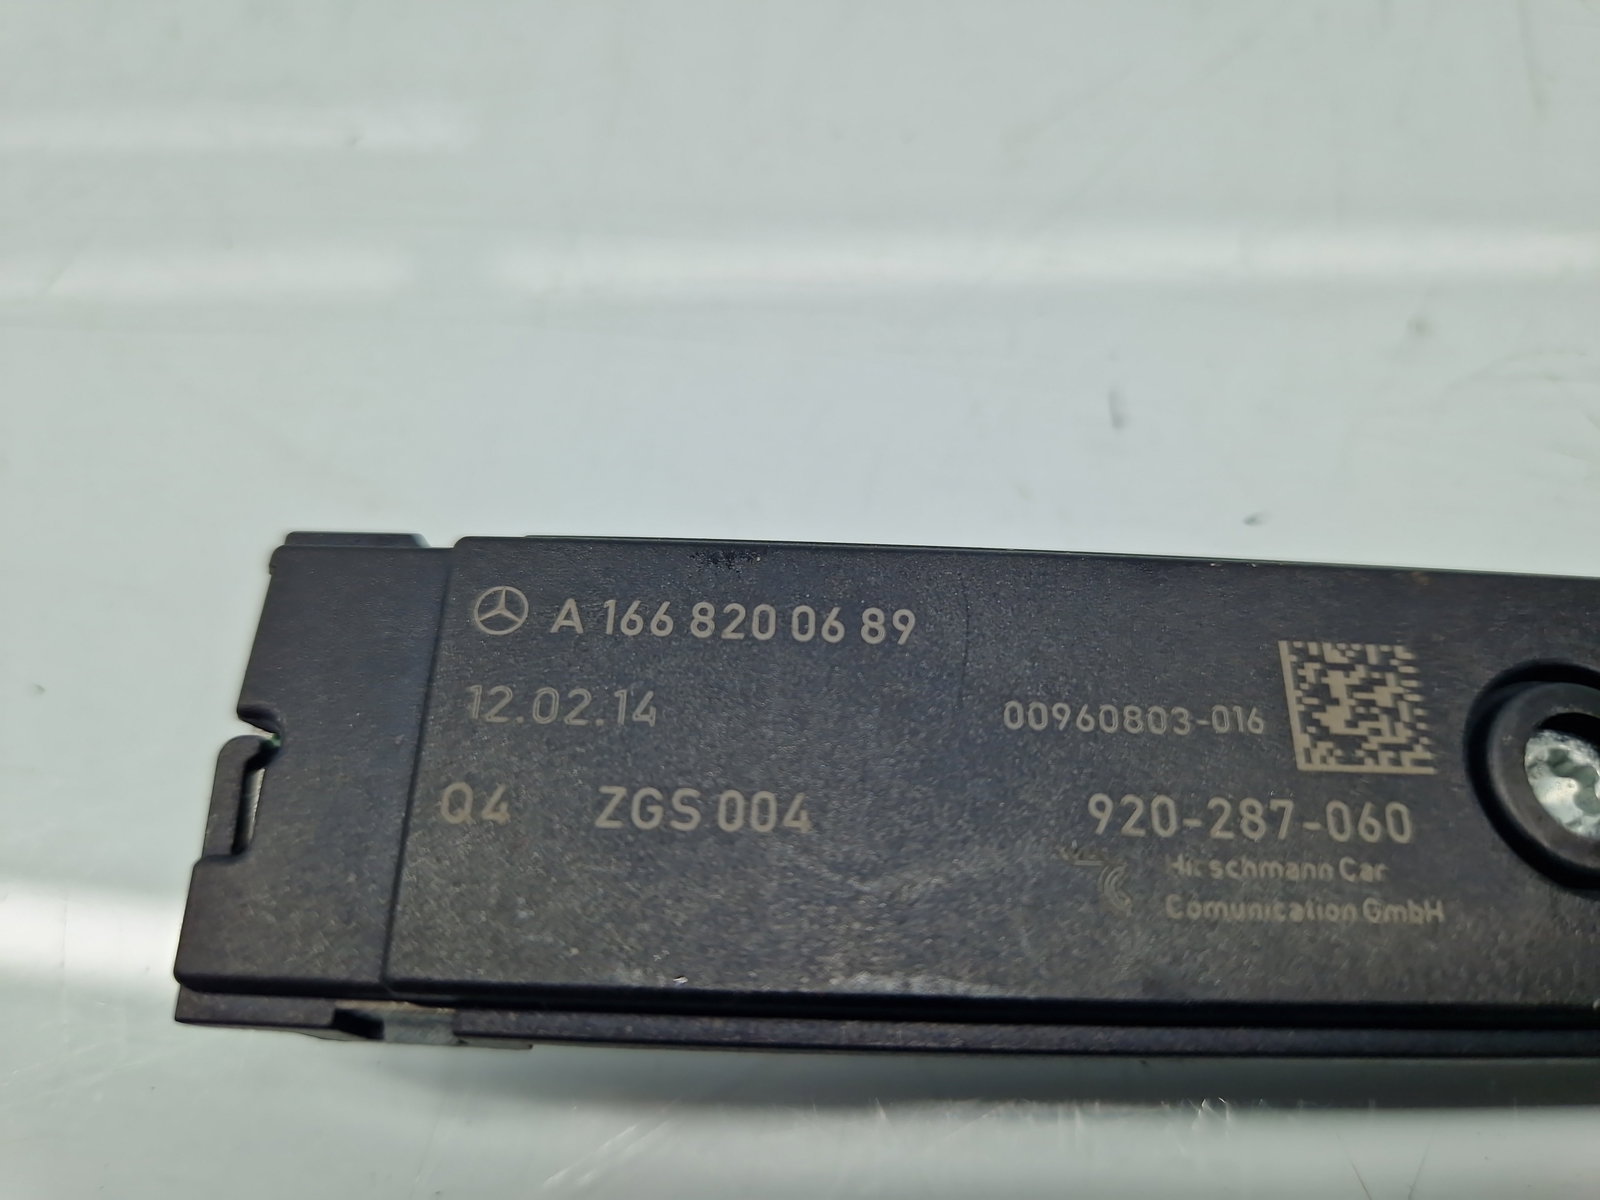 A 166 820 06 89
12.02.14
00960803-016
Q4 ZGS 004
920-287-060
Hirschmann Car
Comunication GmbH